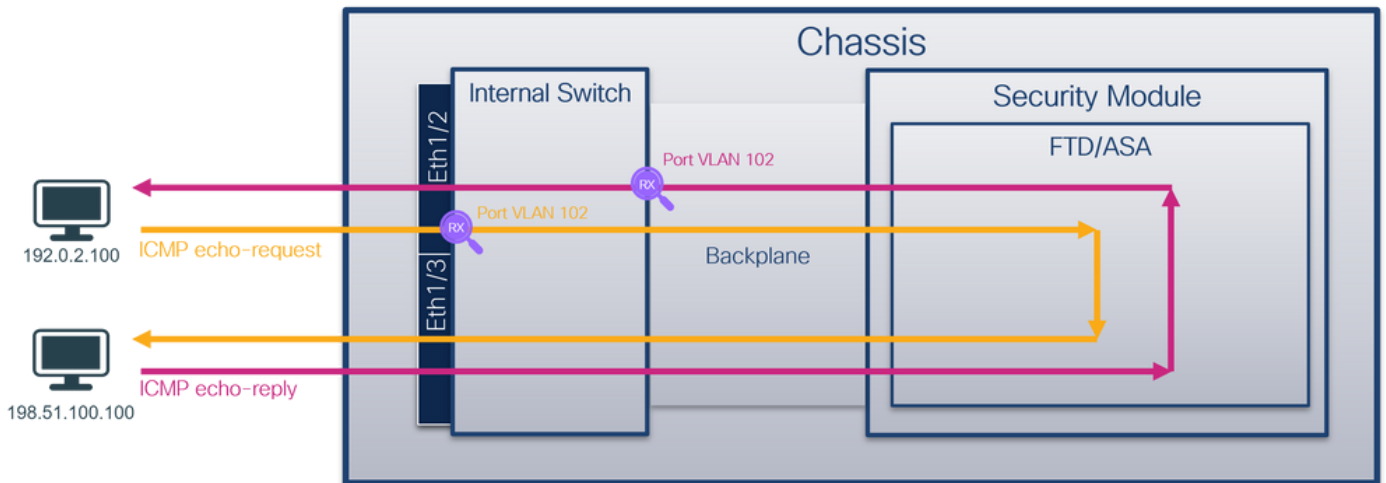 Chassis
Internal Switch
Security Module
FTD/ASA
Eth1/2
Port VLAN 102
RX
Port VLAN 102
RX
192.0.2.100
ICMP echo-request
Backplane
Eth1/3
ICMP echo-reply
198.51.100.100